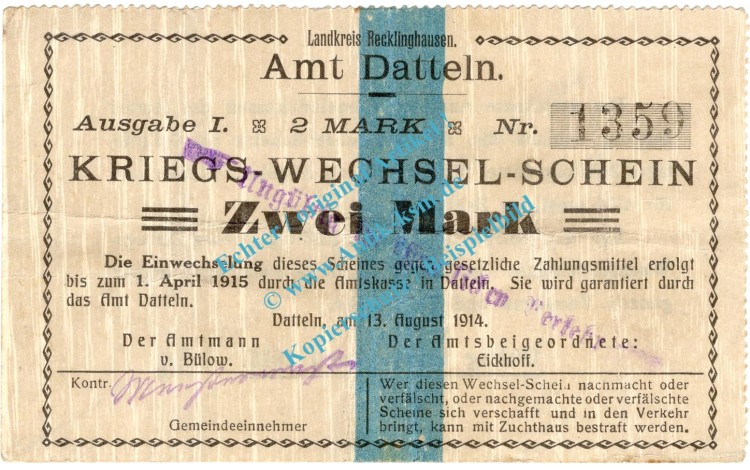 Landkreis Recklinghausen.
Amt Datteln.
Ausgabe I. 2 MARK Nr. 1359
KRIEGS-WECHSEL-SCHEIN
Zwei Mark
Die Einwechselung dieses Scheines gegen gesetzliche Zahlungsmittel erfolgt
bis zum 1. April 1915 durch die Amtskasse in Datteln. Sie wird garantiert durch
das Amt Datteln.
Datteln, am 13. August 1914.
Der Amtmann Der Amtsbeigeordnete:
v. Bülow. Eickhoff.
Kontr.
Gemeindeeinnehmer
Wer diesen Wechsel-Schein nachmacht oder
verfälscht, oder nachgemachte oder verfälschte
Scheine sich verschafft und in den Verkehr
bringt, kann mit Zuchthaus bestraft werden.
Echter, original
© www.